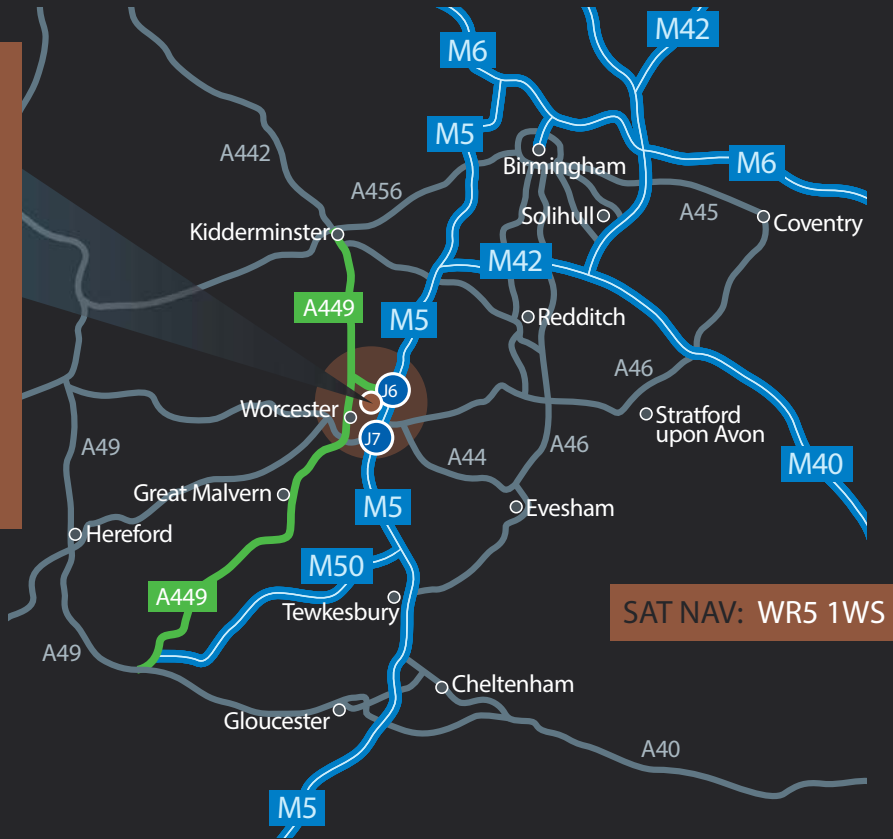 M42
M6
M5
A442
Birmingham
M6
A456
Solihull
A45
Coventry
Kidderminster
M42
A449
M5
Redditch
A46
J6
Worcester
Stratford
upon Avon
J7
A49
A44
A46
M40
Great Malvern
M5
Evesham
Hereford
M50
A449
Tewkesbury
SAT NAV: WR5 1WS
A49
Cheltenham
Gloucester
A40
M5